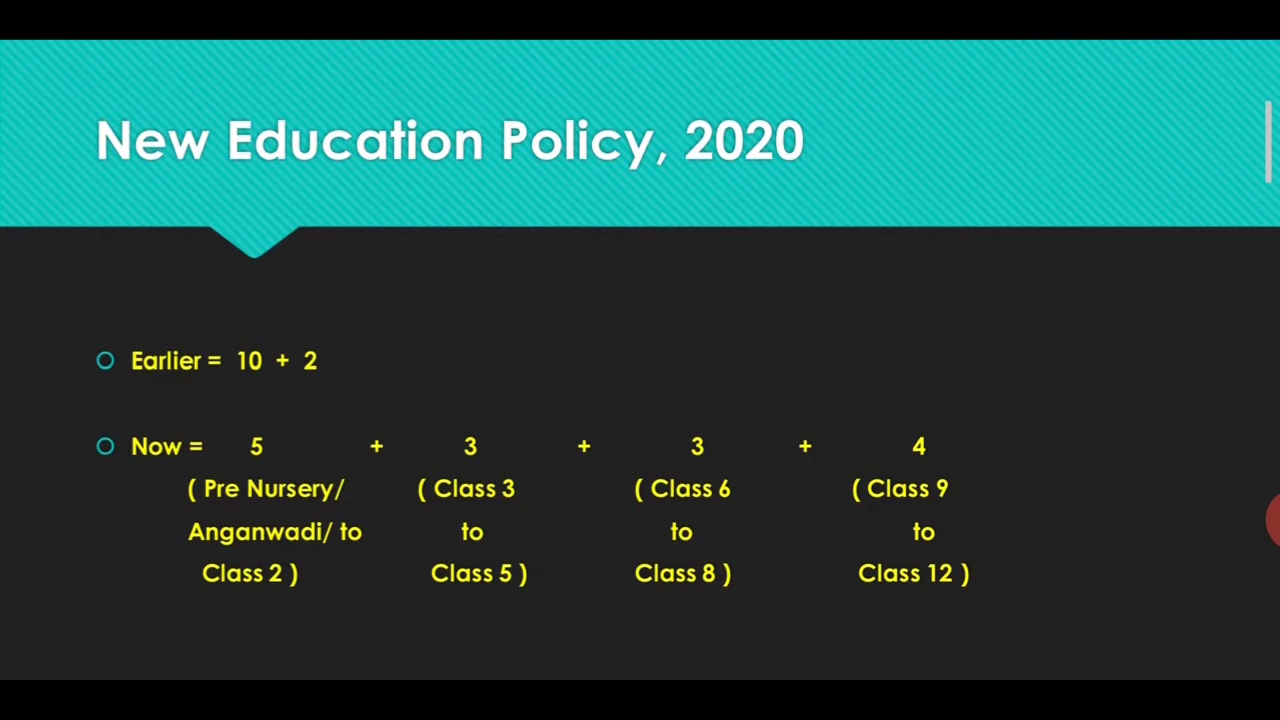 New Education Policy, 2020
Earlier = 10 + 2
Now = 5 + 3 + 3 + 4
( Pre Nursery/ ( Class 3 ( Class 6 ( Class 9
Anganwadi/ to to to to
Class 2 ) Class 5 ) Class 8 ) Class 12 )